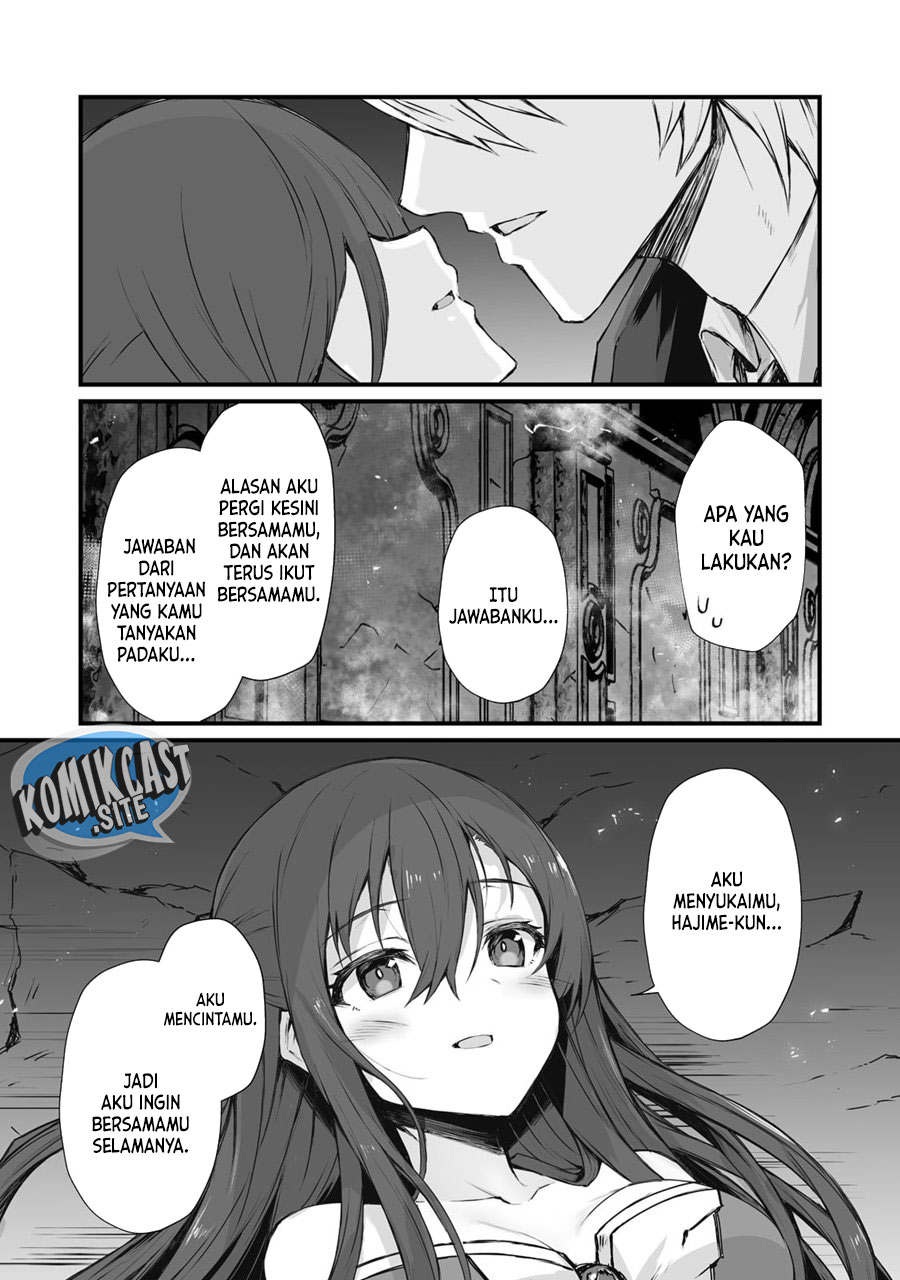 APA YANG
KAU
LAKUKAN?
ITU
JAWABANKU...
ALASAN AKU
PERGI KESINI
BERSAMAMU,
DAN AKAN
TERUS IKUT
BERSAMAMU.
JAWABAN
DARI
PERTANYAAN
YANG KAMU
TANYAKAN
PADAKU...
KOMIKCAST
.SITE
AKU
MENYUKAIMU,
HAJIME-KUN...
AKU
MENCINTAMU.
JADI
AKU INGIN
BERSAMAMU
SELAMANYA.